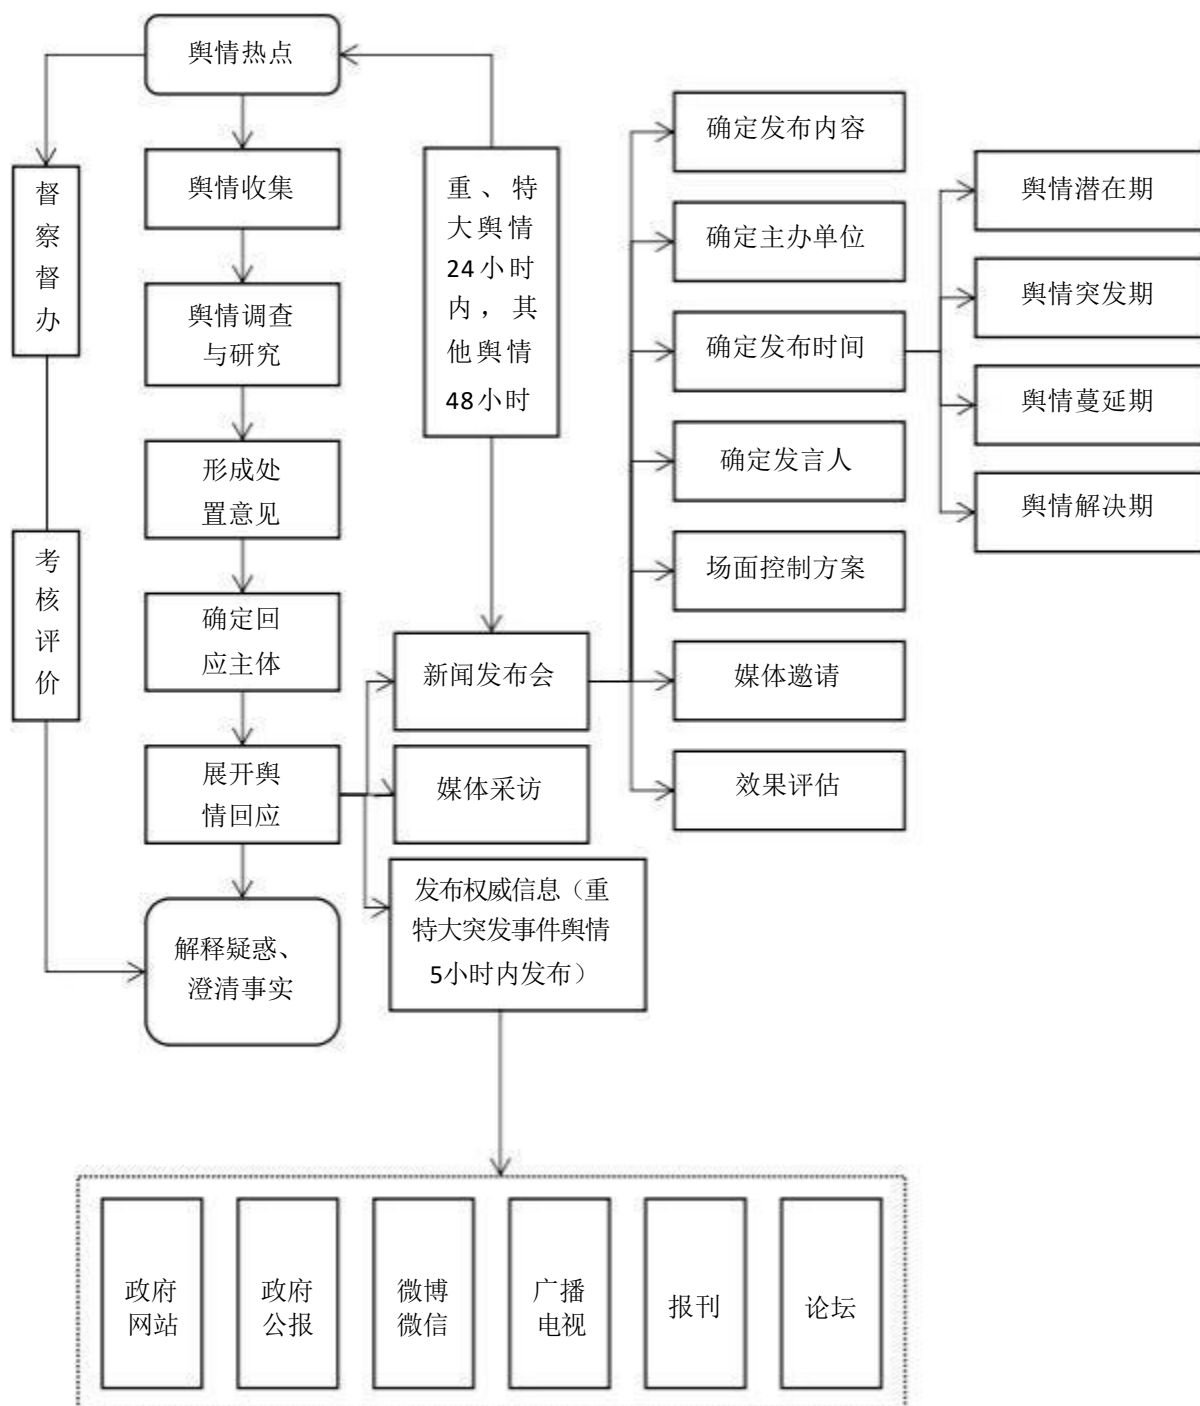 舆情热点
舆情收集
舆情调查
与研究
形成处
置意见
确定回
应主体
展开舆
情回应
解释疑惑、
澄清事实
督
察
督
办
考
核
评
价
重、特
大舆情
24小时
内，其
他舆情
48小时
新闻发布会
媒体采访
发布权威信息（重
特大突发事件舆情
5小时内发布）
确定发布内容
确定主办单位
确定发布时间
确定发言人
场面控制方案
媒体邀请
效果评估
舆情潜在期
舆情突发期
舆情蔓延期
舆情解决期
政府
网站
政府
公报
微博
微信
广播
电视
报刊
论坛